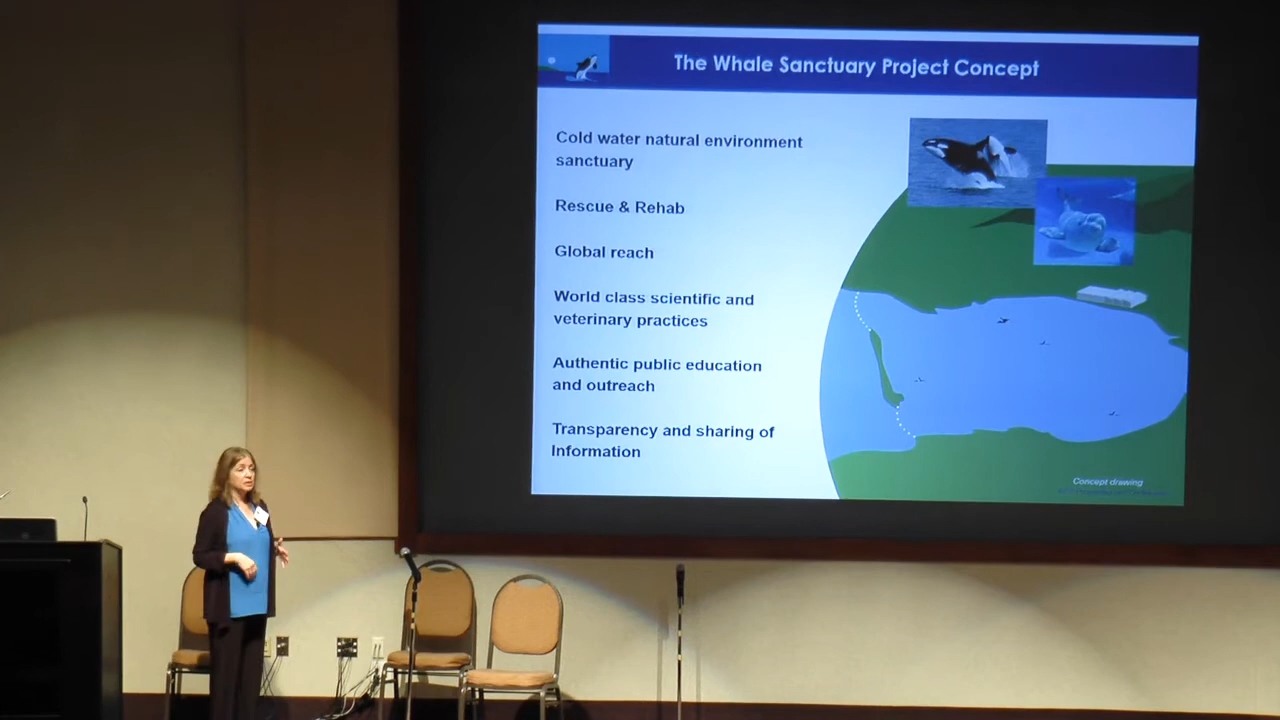 The Whale Sanctuary Project Concept
Cold water natural environment
sanctuary
Rescue & Rehab
Global reach
World class scientific and
veterinary practices
Authentic public education
and outreach
Transparency and sharing of
Information
Concept drawing